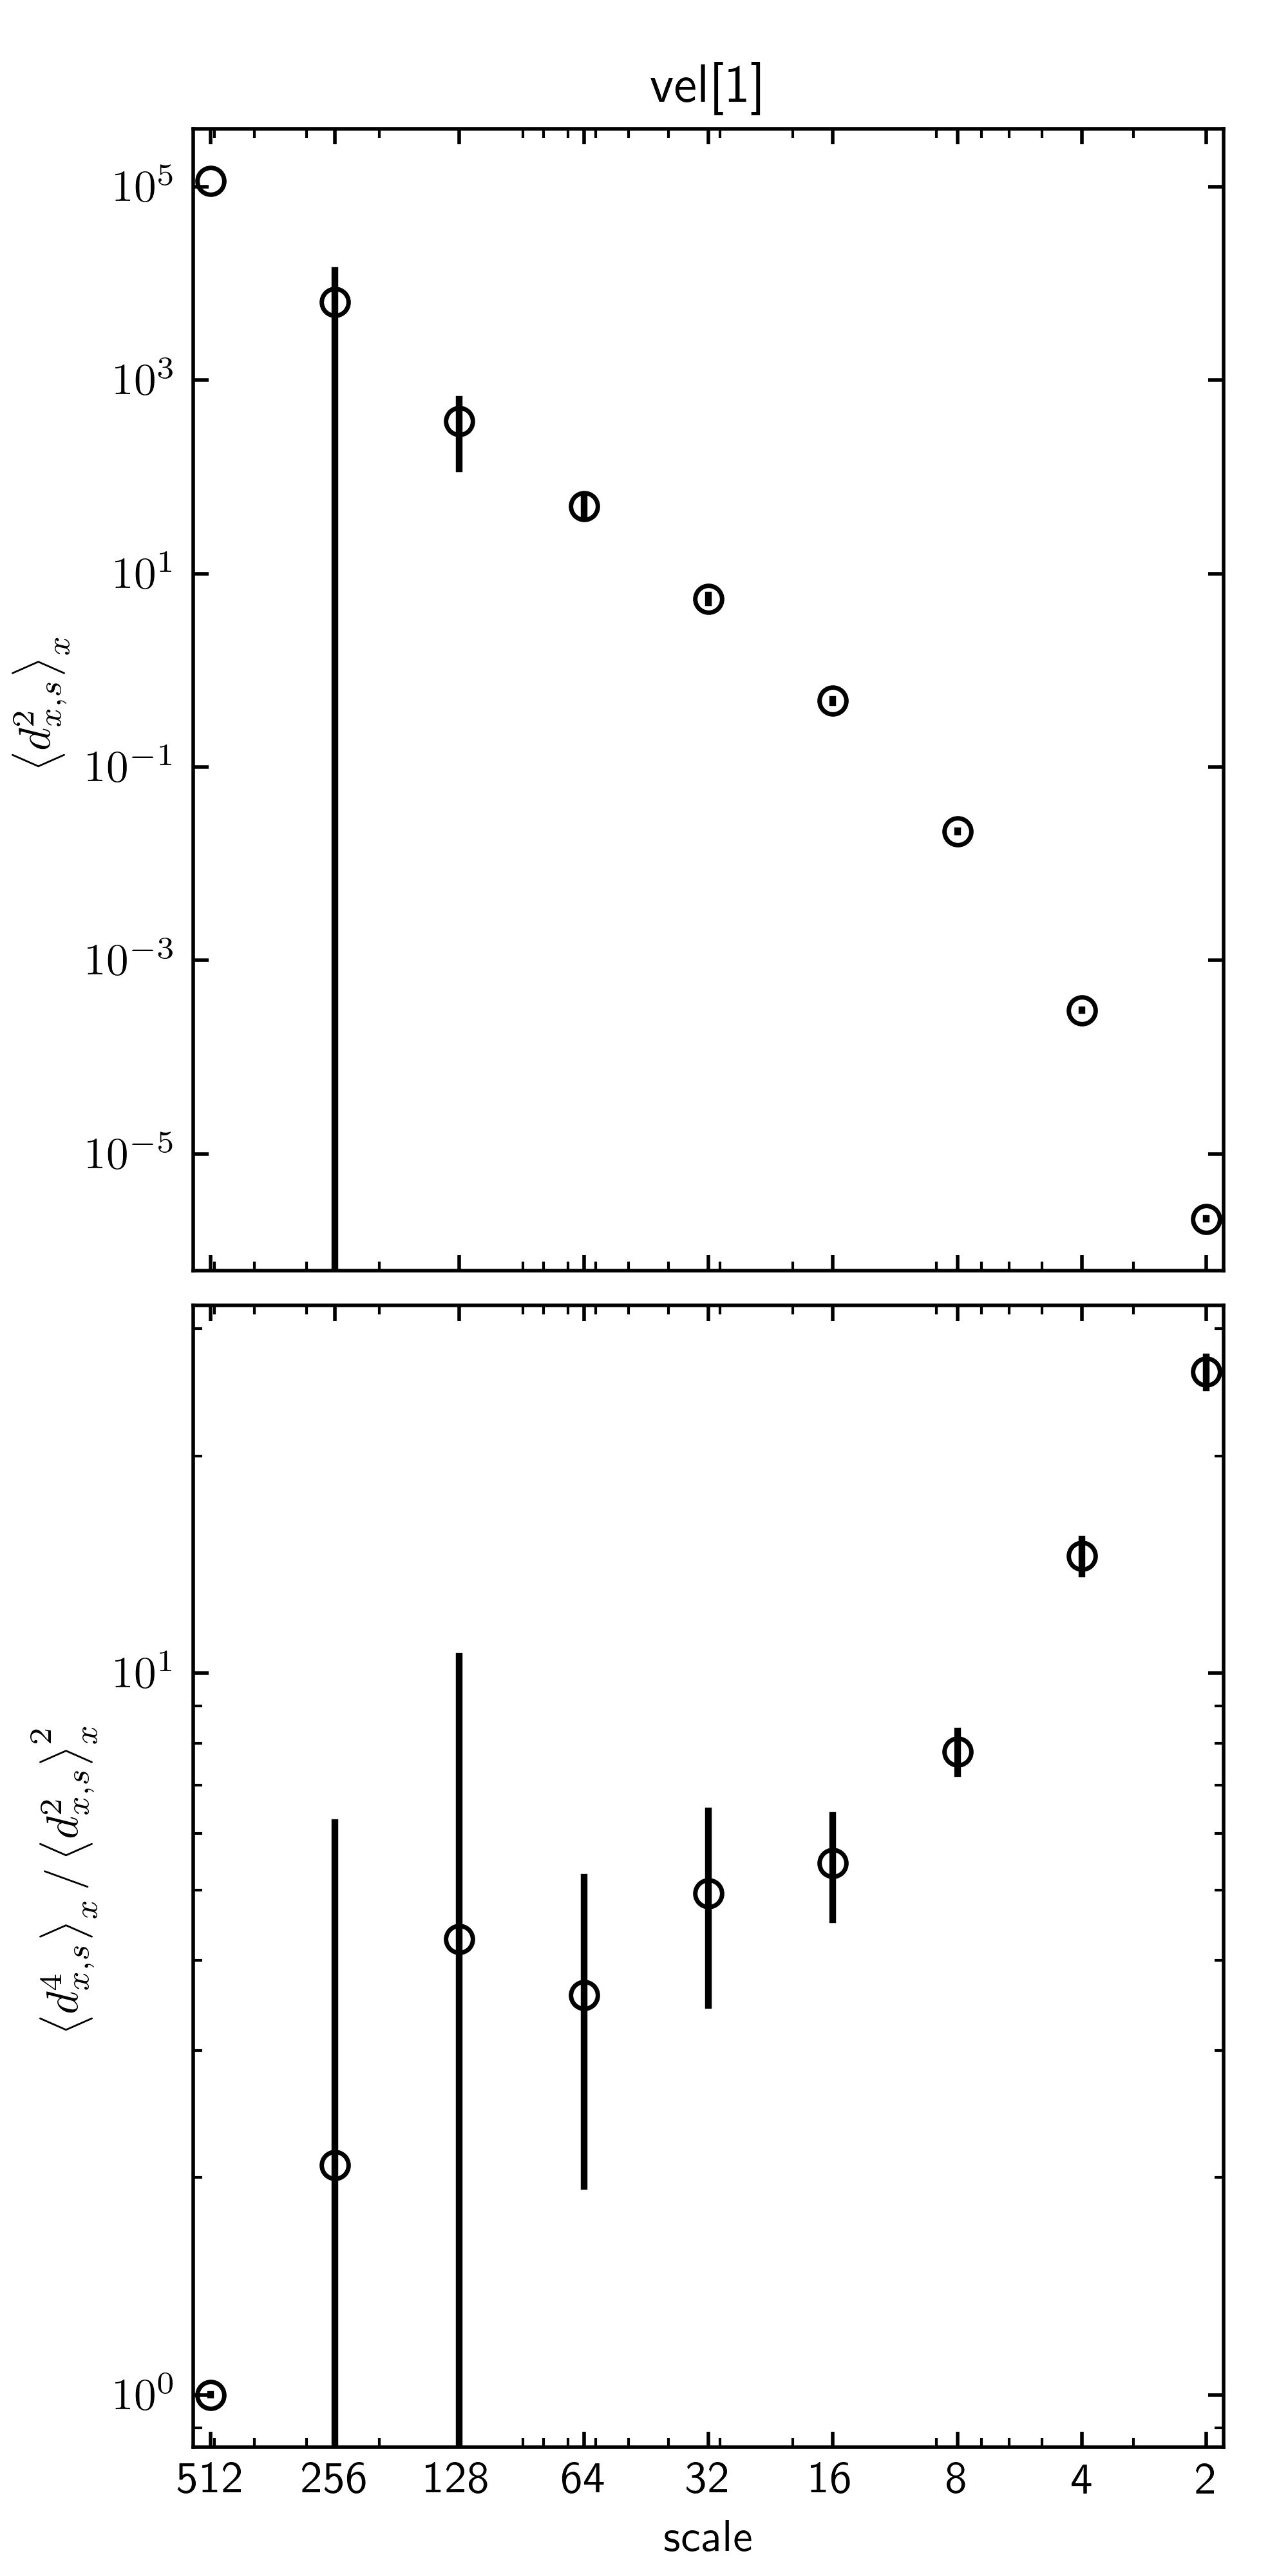 vel[1]
10^5
10^3
10^1
10^−1
10^−3
10^−5
⟨d^2_{x,s}⟩_x
10^1
10^0
⟨d^4_{x,s}⟩_x / ⟨d^2_{x,s}⟩^2_x
512 256 128 64 32 16 8 4 2
scale